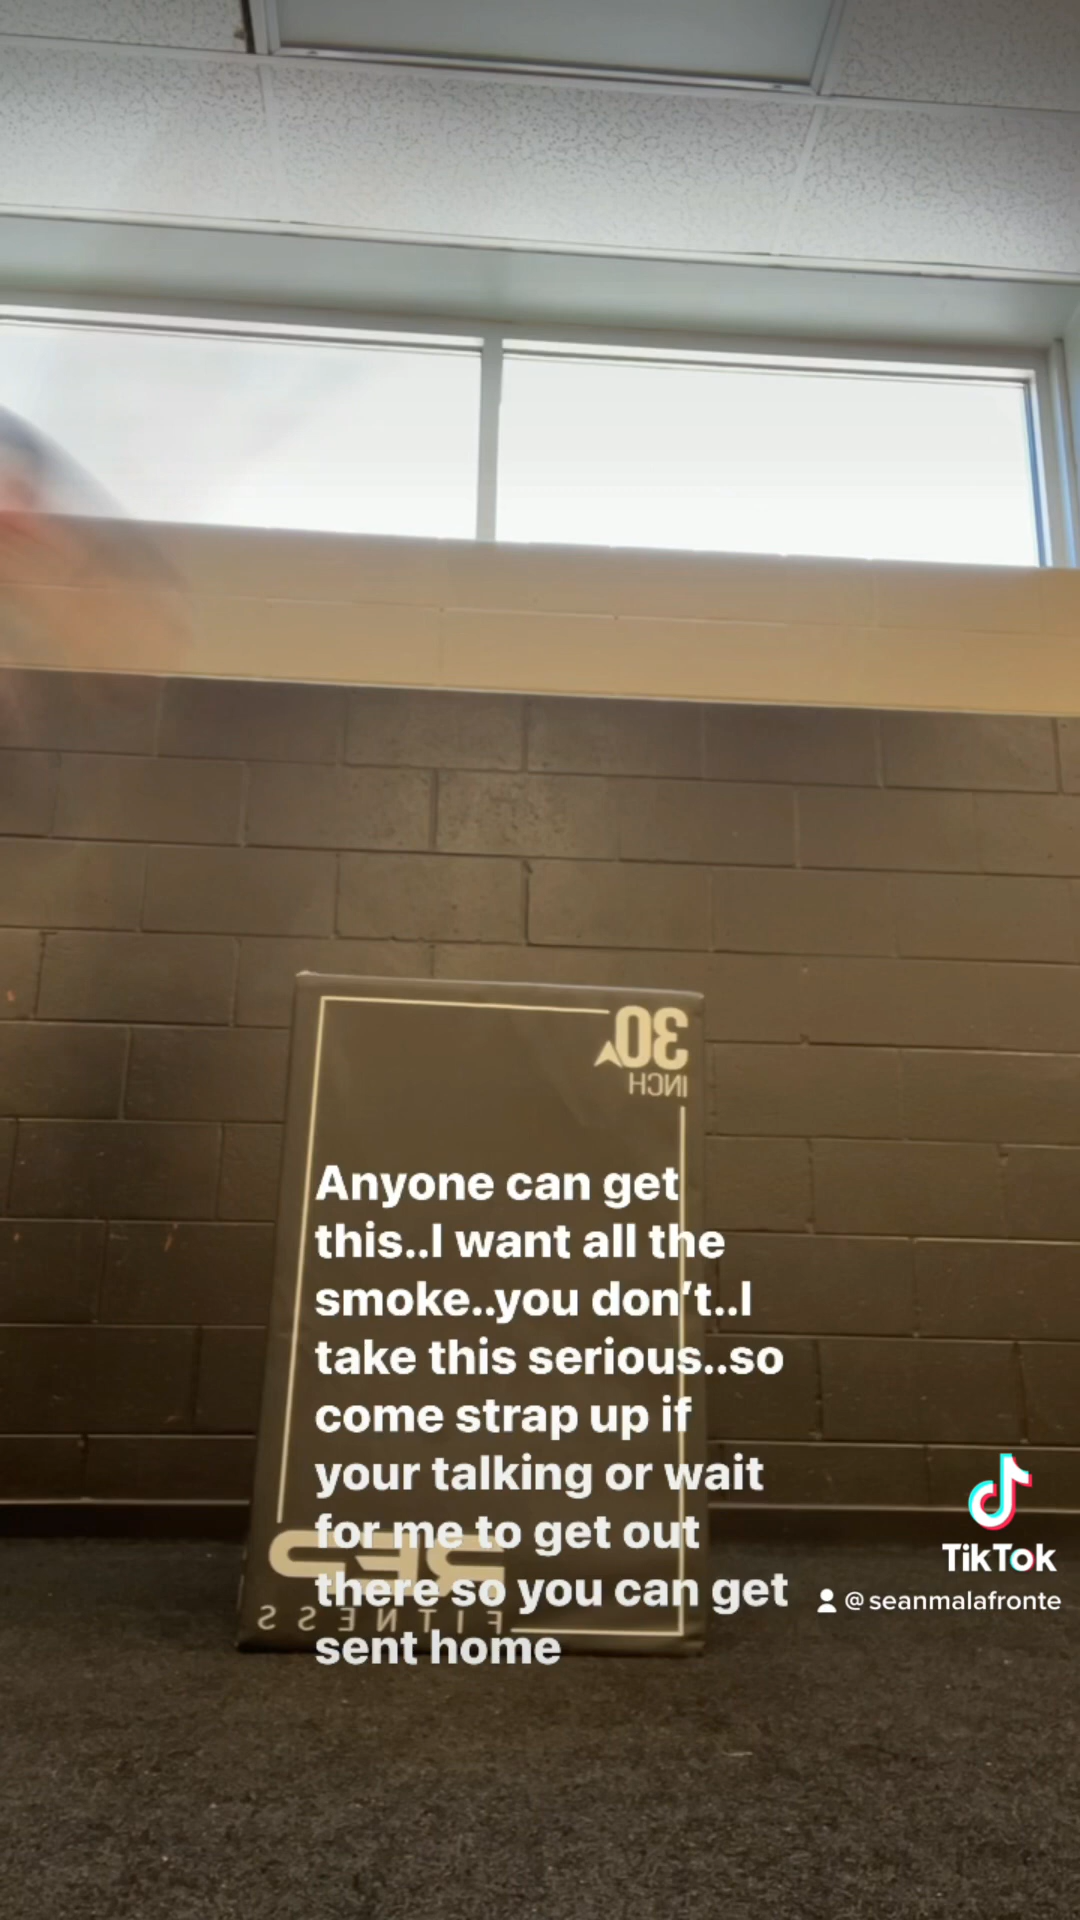 30
INCH
Anyone can get
this..I want all the
smoke..you don't..I
take this serious..so
come strap up if
your talking or wait
for me to get out
there so you can get
sent home
REP
FITNESS
TikTok
@seanmalafronte